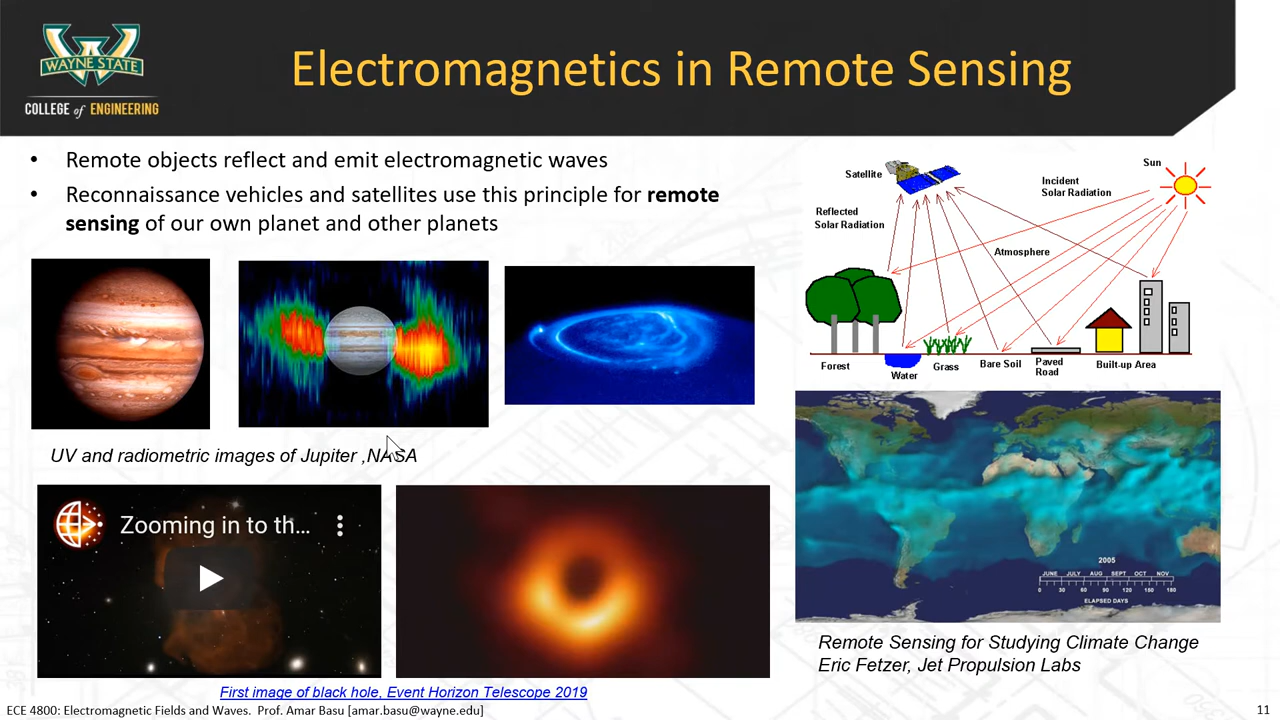 WAYNE STATE
COLLEGE of ENGINEERING
Electromagnetics in Remote Sensing
• Remote objects reflect and emit electromagnetic waves
• Reconnaissance vehicles and satellites use this principle for remote
sensing of our own planet and other planets
UV and radiometric images of Jupiter ,NASA
Zooming in to th...
First image of black hole, Event Horizon Telescope 2019
Satellite
Sun
Incident
Solar Radiation
Reflected
Solar Radiation
Atmosphere
Forest
Water
Grass
Bare Soil
Paved
Road
Built-up Area
2005
JUNE JULY AUG SEPT OCT NOV
0 30 60 90 120 150 180
ELAPSED DAYS
Remote Sensing for Studying Climate Change
Eric Fetzer, Jet Propulsion Labs
ECE 4800: Electromagnetic Fields and Waves. Prof. Amar Basu [amar.basu@wayne.edu]
11